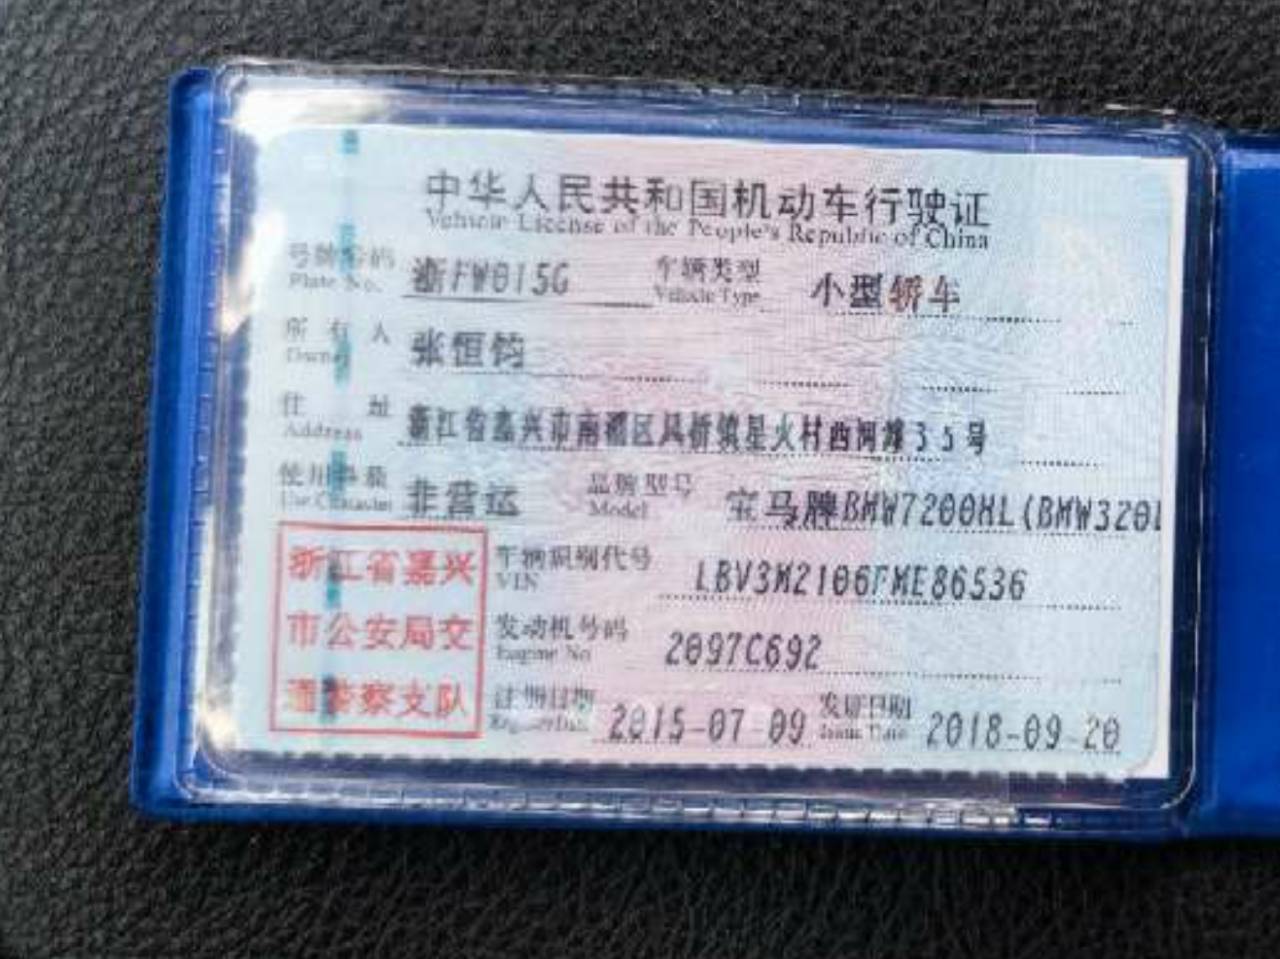 中华人民共和国机动车行驶证
Vehicle License of the People's Republic of China
号牌号码 浙FW015G 车辆类型 小型轿车
Plate No. Vehicle Type
所有人 张恒钧
Owner
住址 浙江省嘉兴市南湖区凤桥镇星火村西河滩35号
Address
使用性质 非营运 品牌型号 宝马牌BMW7200HL(BMW320L
Use Character Model
浙江省嘉兴 车辆识别代号 LBV3M2106FME86536
VIN
市公安局交 发动机号码 2097C692
Engine No.
通警察支队 注册日期 2015-07-09 发证日期 2018-09-20
Register Date Issue Date